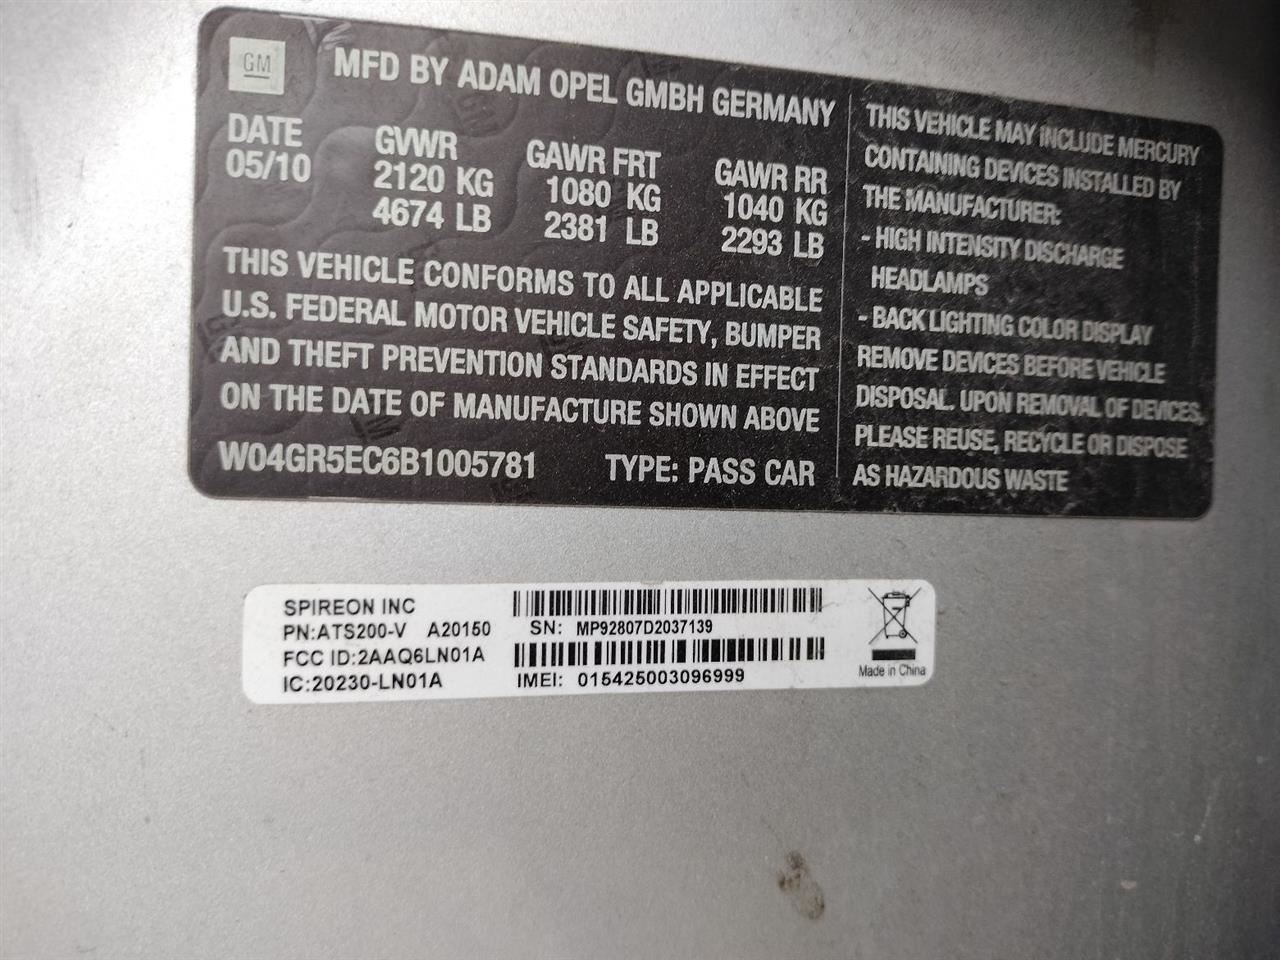 GM
MFD BY ADAM OPEL GMBH GERMANY
DATE
05/10
GVWR
2120 KG
4674 LB
GAWR FRT
1080 KG
2381 LB
GAWR RR
1040 KG
2293 LB
THIS VEHICLE CONFORMS TO ALL APPLICABLE
U.S. FEDERAL MOTOR VEHICLE SAFETY, BUMPER
AND THEFT PREVENTION STANDARDS IN EFFECT
ON THE DATE OF MANUFACTURE SHOWN ABOVE
W04GR5EC6B1005781 TYPE: PASS CAR
THIS VEHICLE MAY INCLUDE MERCURY
CONTAINING DEVICES INSTALLED BY
THE MANUFACTURER:
- HIGH INTENSITY DISCHARGE
HEADLAMPS
- BACK LIGHTING COLOR DISPLAY
REMOVE DEVICES BEFORE VEHICLE
DISPOSAL. UPON REMOVAL OF DEVICES,
PLEASE REUSE, RECYCLE OR DISPOSE
AS HAZARDOUS WASTE
SPIREON INC
PN:ATS200-V A20150
FCC ID:2AAQ6LN01A
IC:20230-LN01A
SN: MP92807D2037139
IMEI: 015425003096999
Made in China